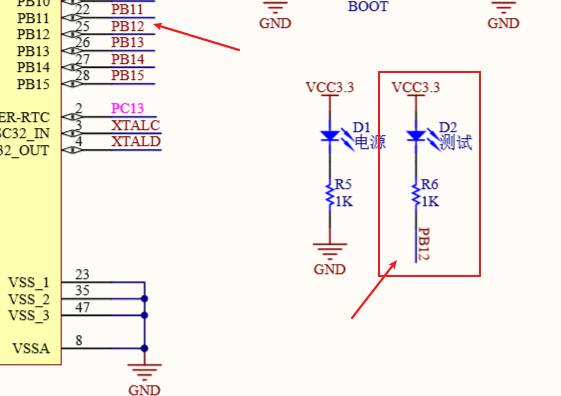 PB10
PB11 22 PB11
PB12 25 PB12
PB13 26 PB13
PB14 27 PB14
PB15 28 PB15
ER-RTC 2 PC13
SC32_IN 3 XTALC
32_OUT 4 XTALD
VSS_1 23
VSS_2 35
VSS_3 47
VSSA 8
GND
GND
BOOT
GND
VCC3.3
D1
电源
R5
1K
GND
VCC3.3
D2
测试
R6
1K
PB12